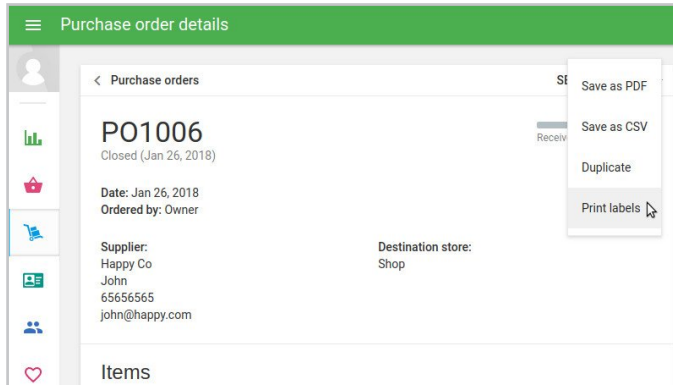 Purchase order details
Purchase orders
Save as PDF
Save as CSV
Duplicate
Print labels
PO1006
Closed (Jan 26, 2018)
Date: Jan 26, 2018
Ordered by: Owner
Supplier:
Happy Co
John
65656565
john@happy.com
Destination store:
Shop
Items